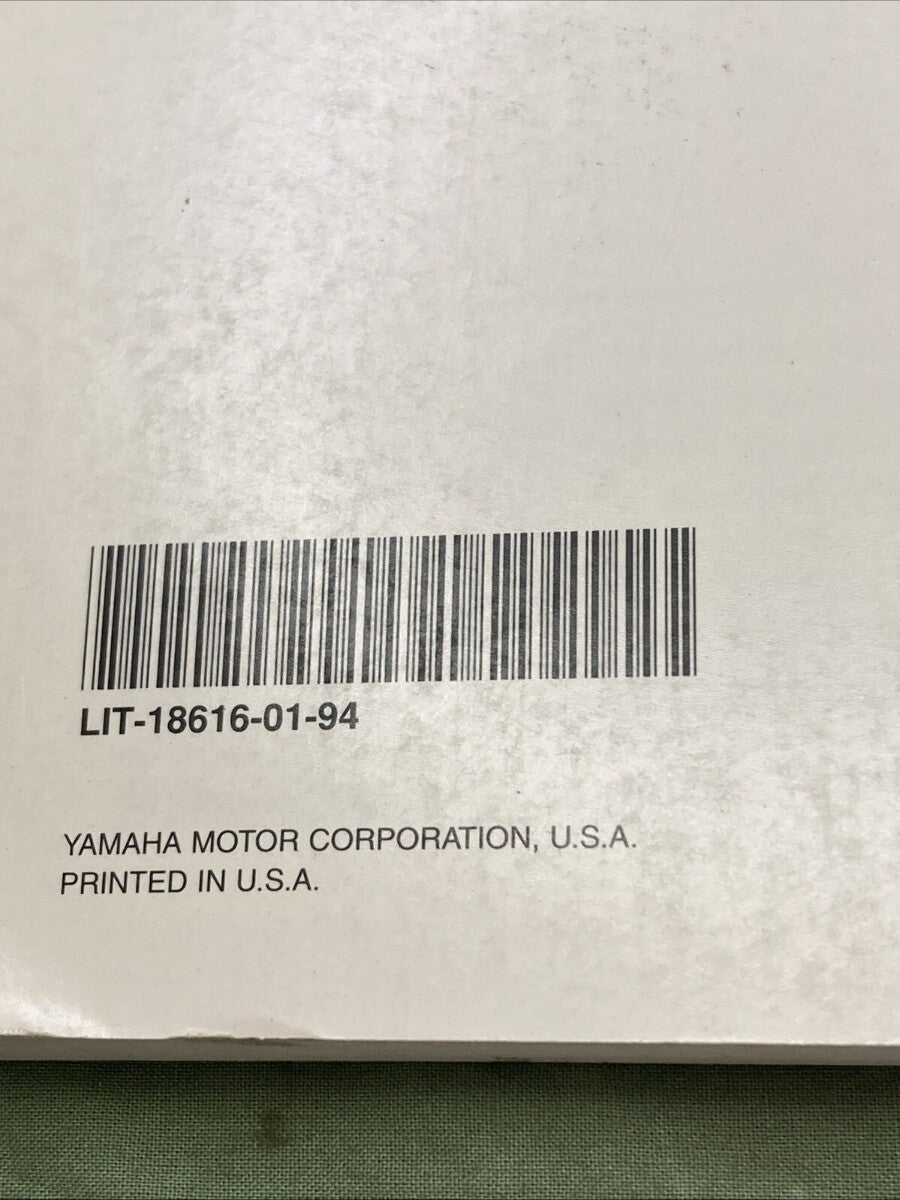 LIT-18616-01-94
YAMAHA MOTOR CORPORATION, U.S.A.
PRINTED IN U.S.A.